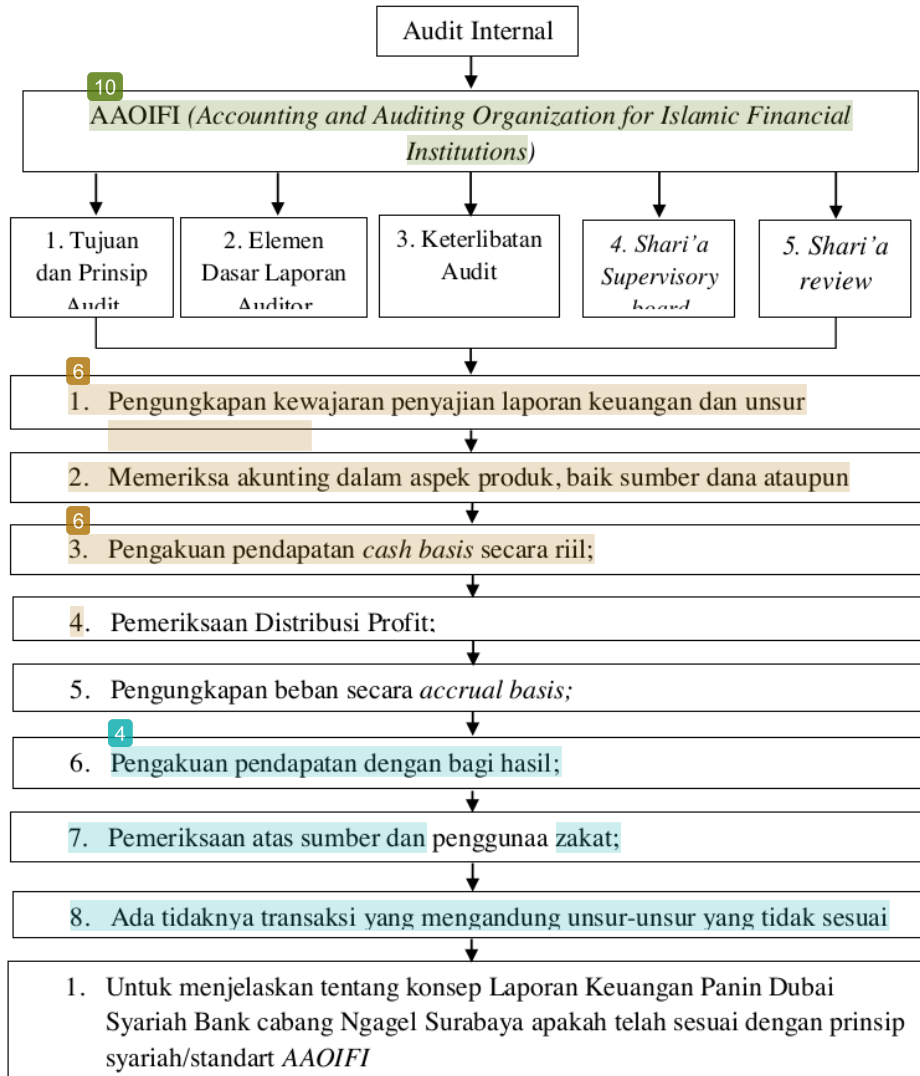 Audit Internal
10
AAOIFI (Accounting and Auditing Organization for Islamic Financial
Institutions)
1. Tujuan
dan Prinsip
Audit
2. Elemen
Dasar Laporan
Auditor
3. Keterlibatan
Audit
4. Shari’a
Supervisory
board
5. Shari’a
review
6
1. Pengungkapan kewajaran penyajian laporan keuangan dan unsur
2. Memeriksa akunting dalam aspek produk, baik sumber dana ataupun
6
3. Pengakuan pendapatan cash basis secara riil;
4. Pemeriksaan Distribusi Profit;
5. Pengungkapan beban secara accrual basis;
4
6. Pengakuan pendapatan dengan bagi hasil;
7. Pemeriksaan atas sumber dan penggunaa zakat;
8. Ada tidaknya transaksi yang mengandung unsur-unsur yang tidak sesuai
1. Untuk menjelaskan tentang konsep Laporan Keuangan Panin Dubai
Syariah Bank cabang Ngagel Surabaya apakah telah sesuai dengan prinsip
syariah/standart AAOIFI